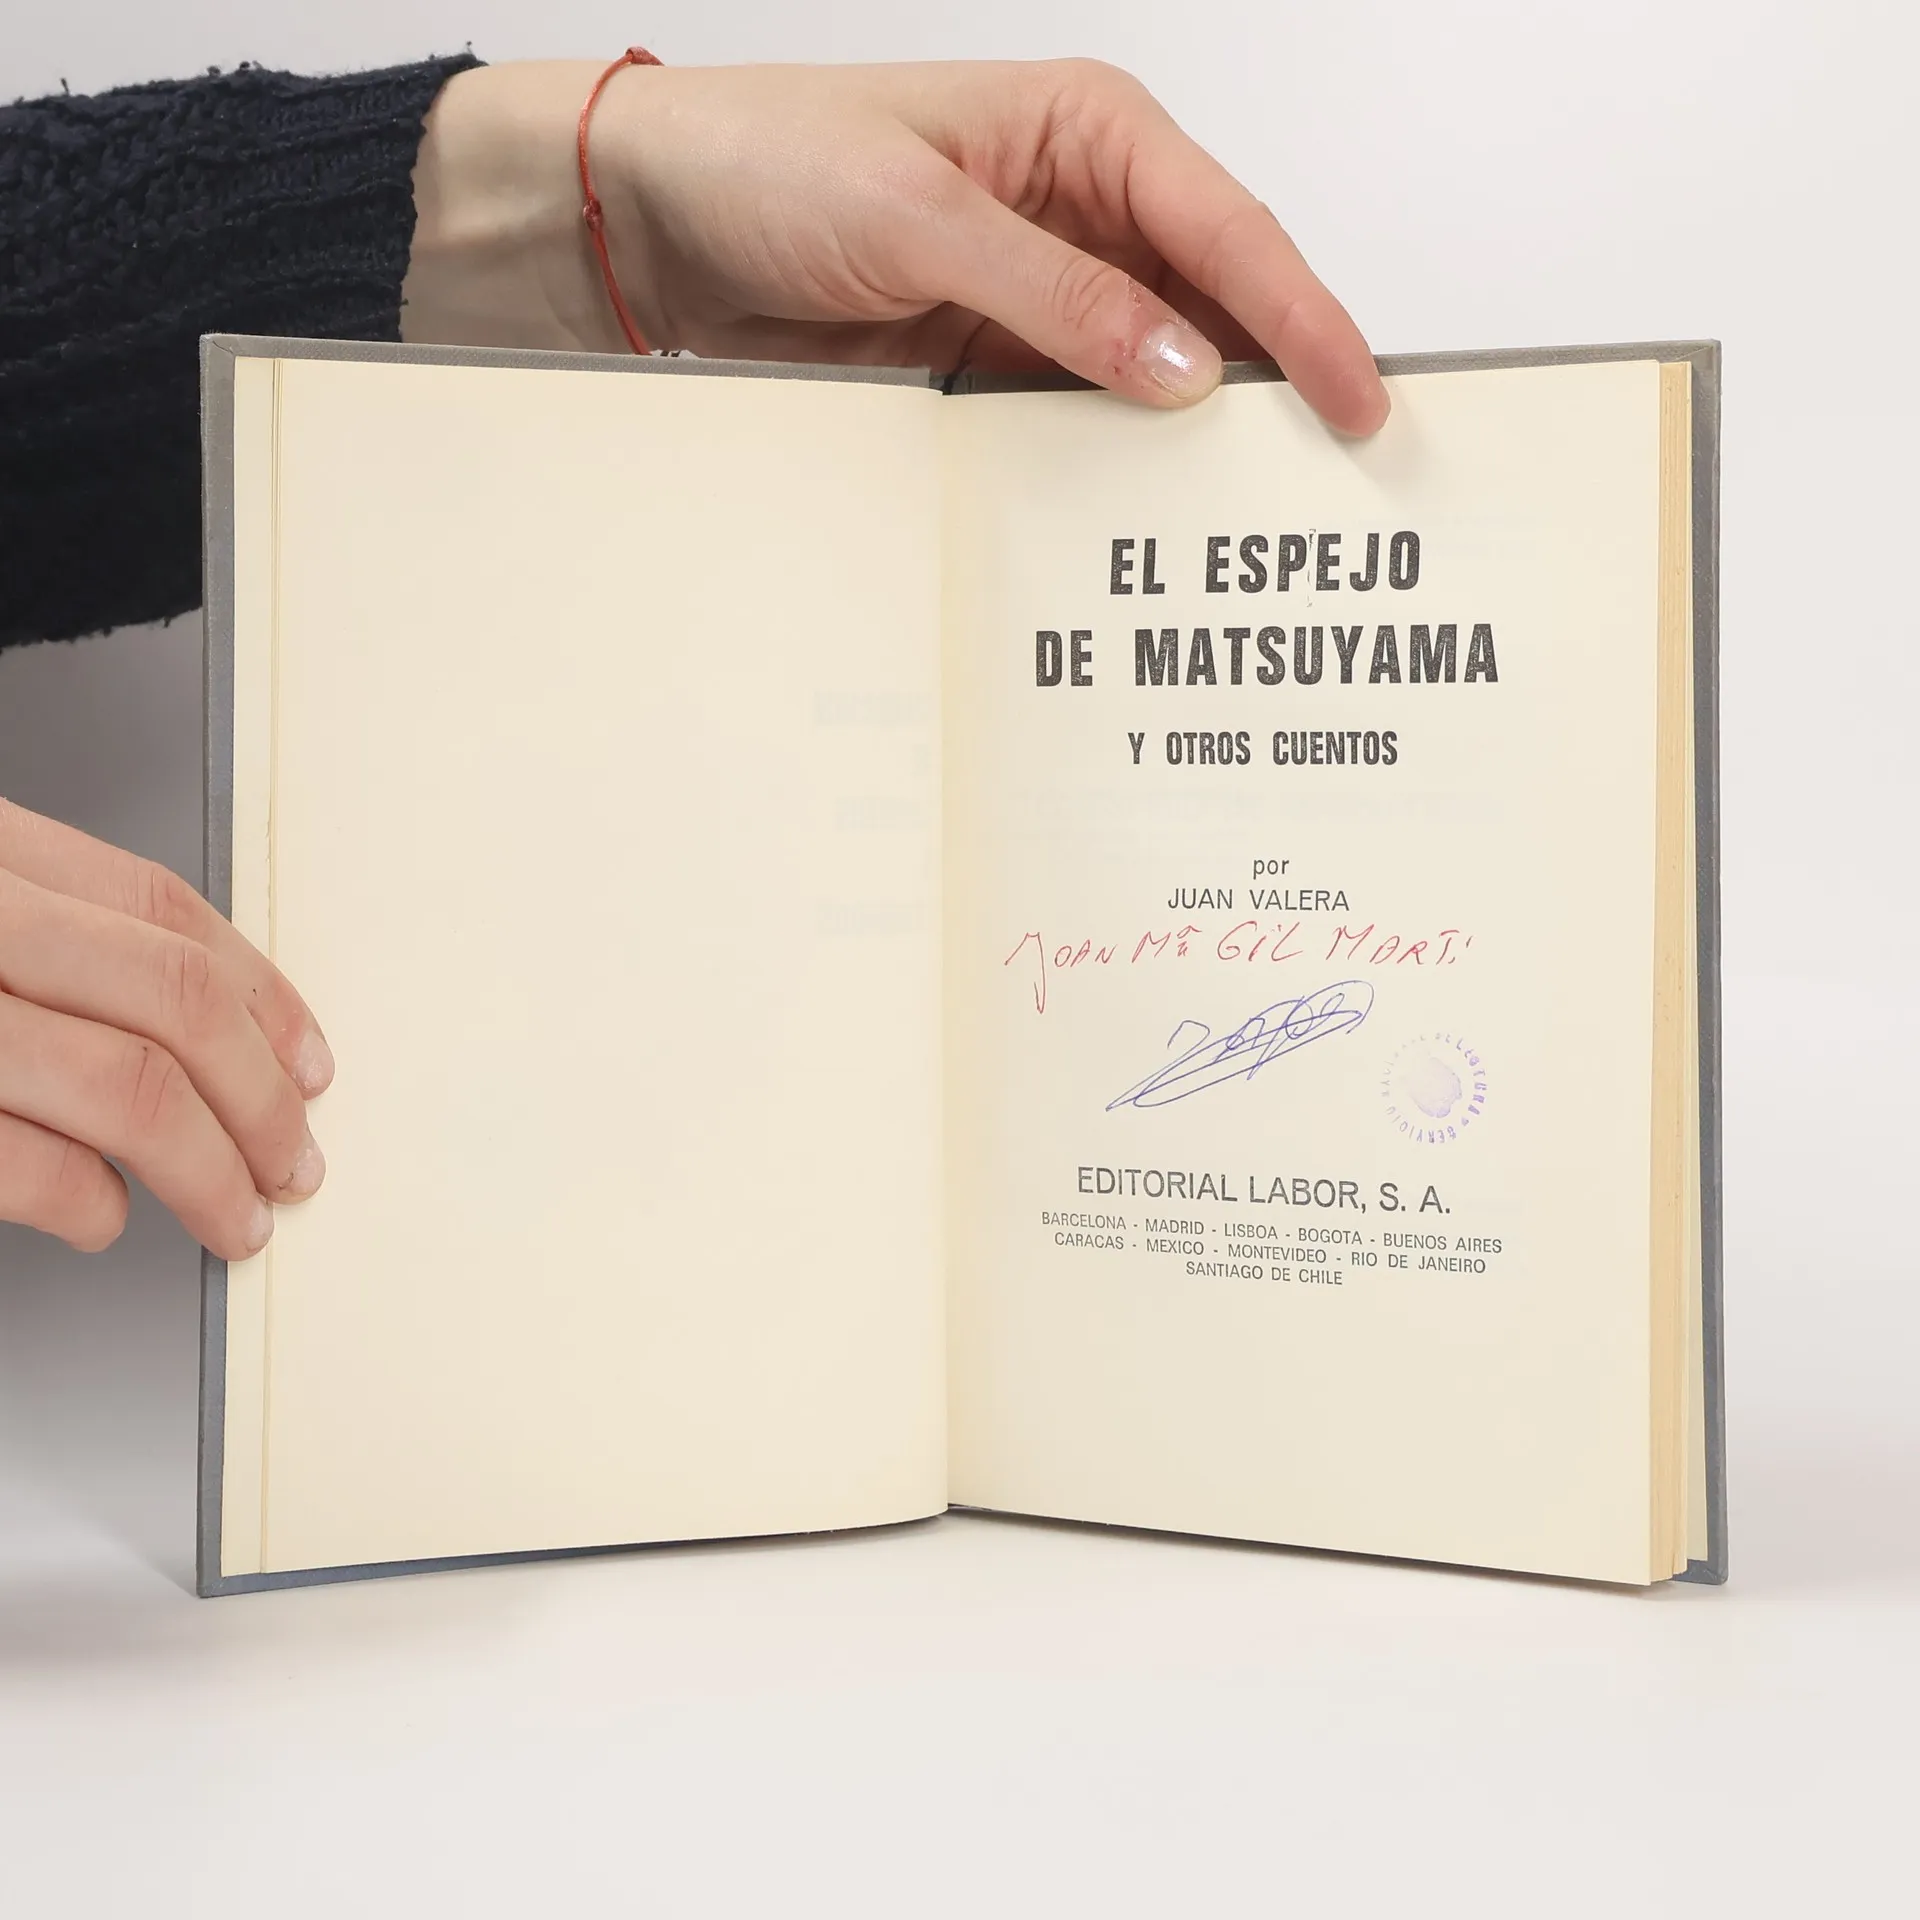 EL ESPEJO
DE MATSUYAMA
Y OTROS CUENTOS
por
JUAN VALERA
JOAN Mª GIL MARTÍ
EDITORIAL LABOR, S. A.
BARCELONA - MADRID - LISBOA - BOGOTA - BUENOS AIRES
CARACAS - MEXICO - MONTEVIDEO - RIO DE JANEIRO
SANTIAGO DE CHILE